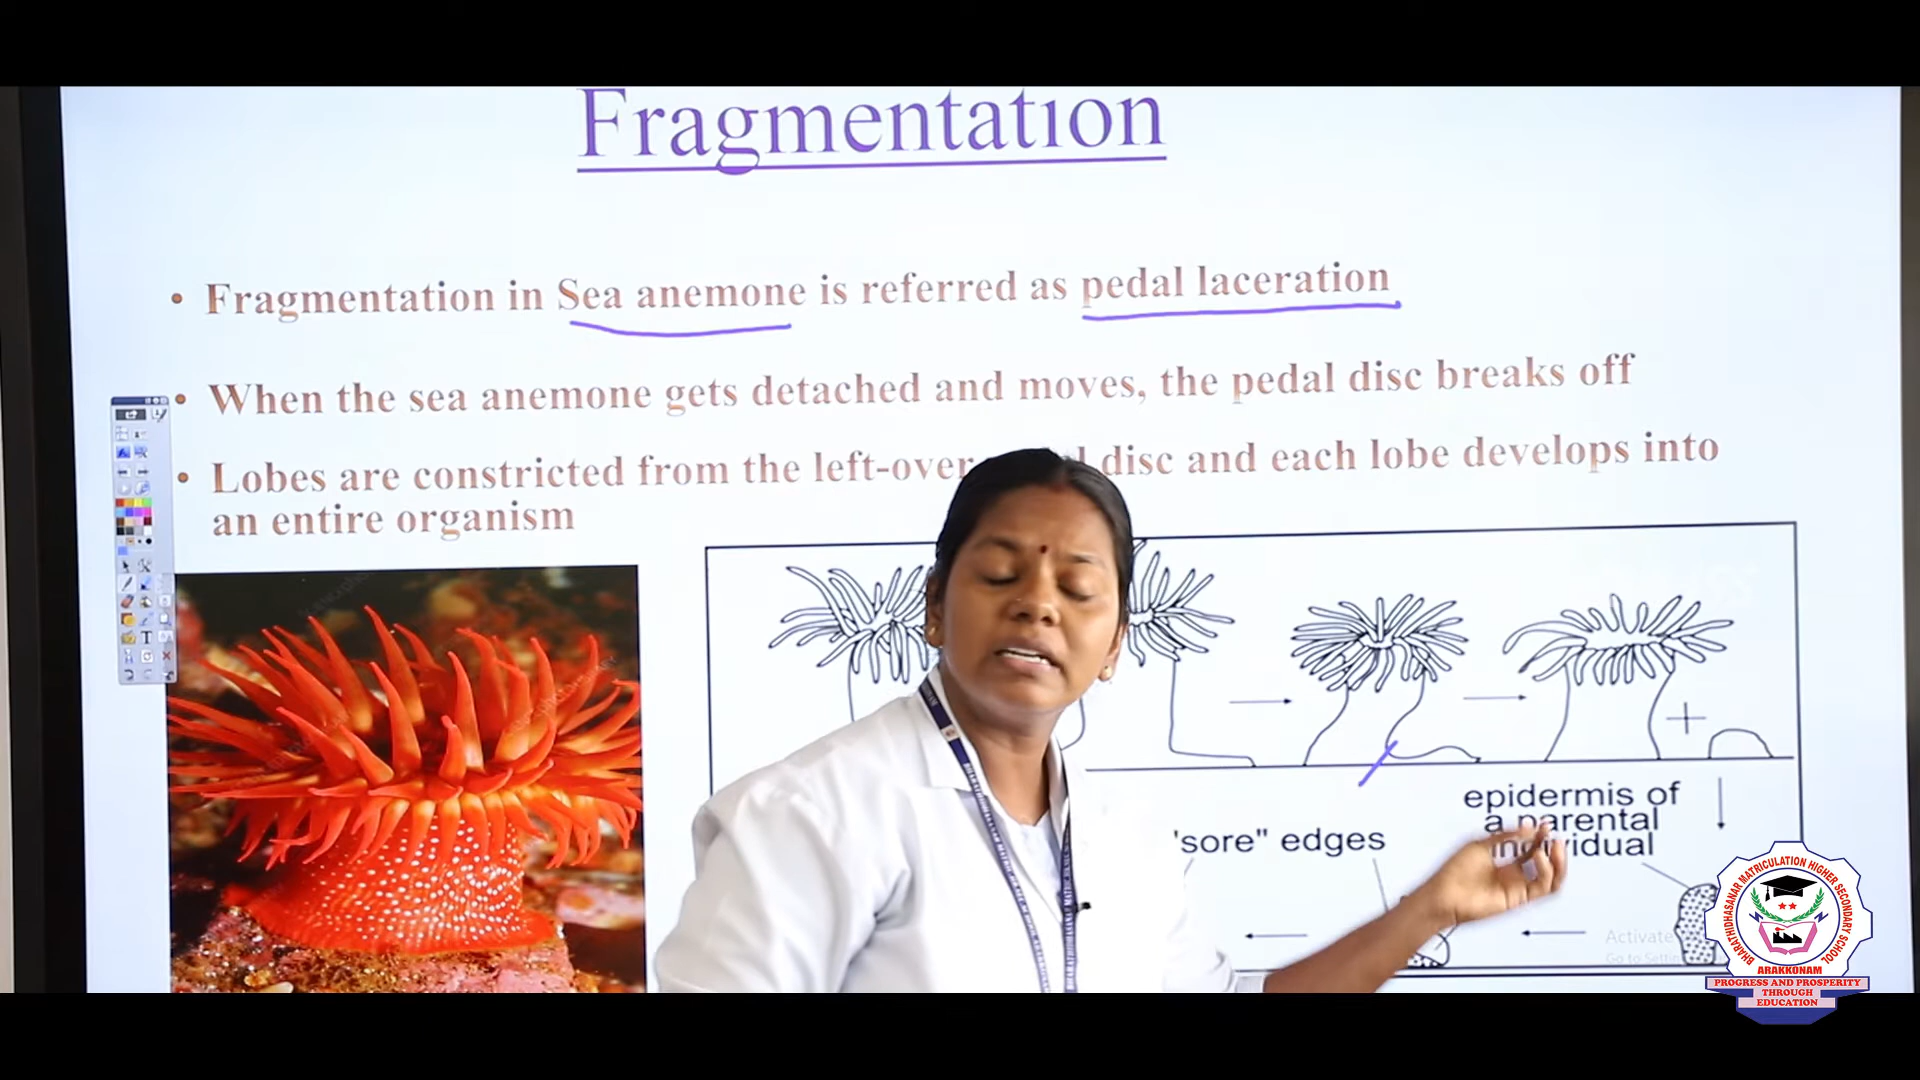 Fragmentation
• Fragmentation in Sea anemone is referred as pedal laceration
• When the sea anemone gets detached and moves, the pedal disc breaks off
• Lobes are constricted from the left-over disc and each lobe develops into
an entire organism
'sore" edges
epidermis of
a parental
individual
Activate
BHARATHIDHASANAR MATRICULATION HIGHER SECONDARY SCHOOL
ARAKKONAM
PROGRESS AND PROSPERITY
THROUGH
EDUCATION